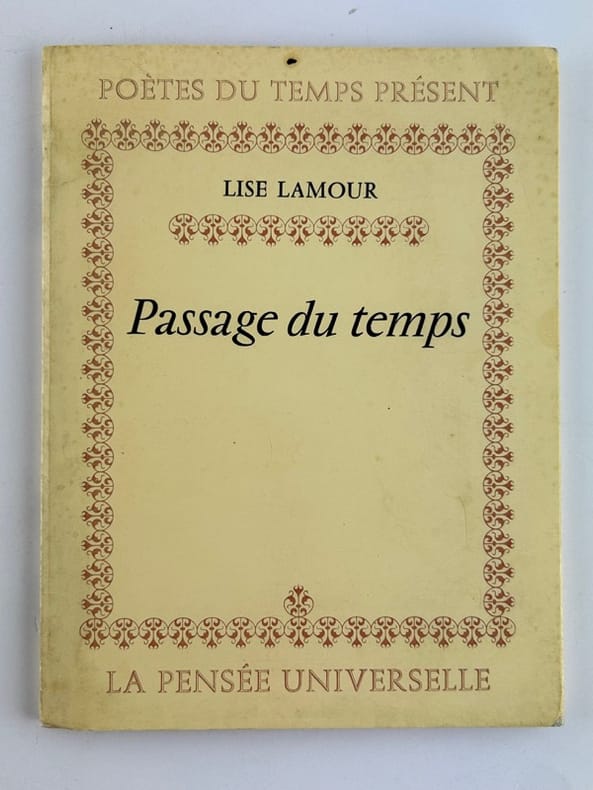 POÈTES DU TEMPS PRÉSENT
LISE LAMOUR
Passage du temps
LA PENSÉE UNIVERSELLE